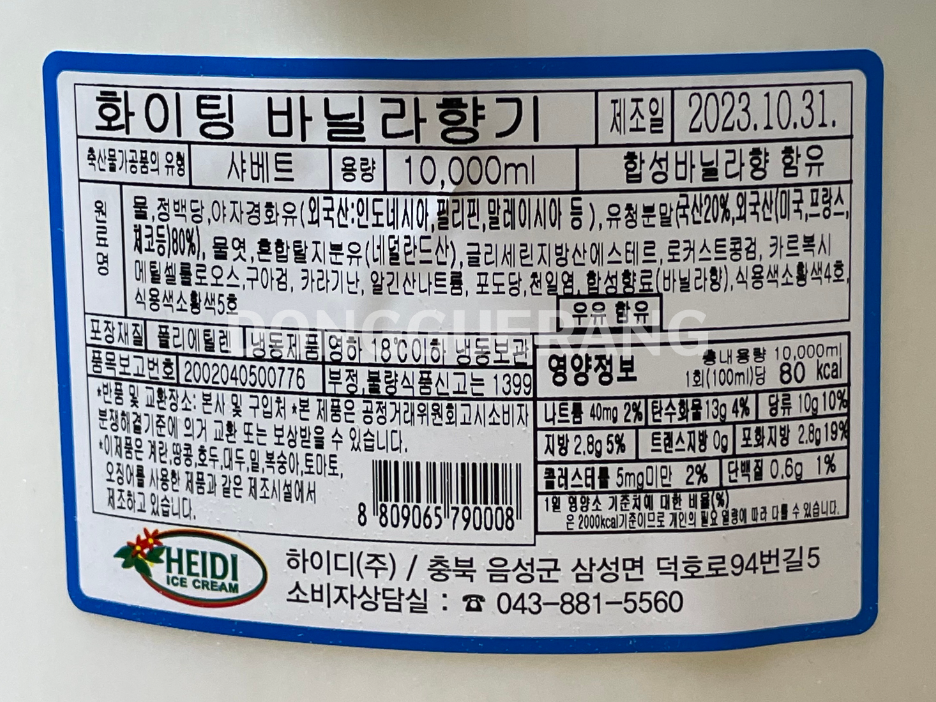 화이팅 바닐라향기 제조일 2023.10.31.
축산물가공품의 유형 샤베트 용량 10,000ml 합성바닐라향 함유
원료명
물,정백당,야자경화유(외국산:인도네시아,필리핀,말레이시아 등),유청분말(국산20%,외국산(미국,프랑스,
체코등)80%), 물엿,혼합탈지분유(네덜란드산),글리세린지방산에스테르,로커스트콩검, 카르복시
메틸셀룰로오스,구아검, 카라기난, 알긴산나트륨, 포도당,천일염,합성향료(바닐라향),식용색소황색4호,
식용색소황색5호
우유 함유
DONGGUERANG
포장재질 폴리에틸렌 냉동제품 영하 18℃이하 냉동보관
품목보고번호 2002040500776 부정,불량식품신고는 1399
*반품 및 교환장소: 본사 및 구입처 *본 제품은 공정거래위원회고시소비자
분쟁해결기준에 의거 교환 또는 보상받을 수 있습니다.
*이제품은 계란,땅콩,호두,대두,밀,복숭아,토마토,
오징어를 사용한 제품과 같은 제조시설에서
제조하고 있습니다.
8 809065 790008
영양정보 총내용량 10,000ml
1회(100ml)당 80 kcal
나트륨 40mg 2% 탄수화물13g 4% 당류 10g10%
지방 2.8g 5% 트랜스지방 0g 포화지방 2.8g19%
콜레스테롤 5mg미만 2% 단백질 0.6g 1%
1일 영양소 기준치에 대한 비율(%)
은 2000kcal기준이므로 개인의 필요 열량에 따라 다를 수 있습니다.
HEIDI
ICE CREAM
하이디(주) / 충북 음성군 삼성면 덕호로94번길5
소비자상담실 : ☎ 043-881-5560